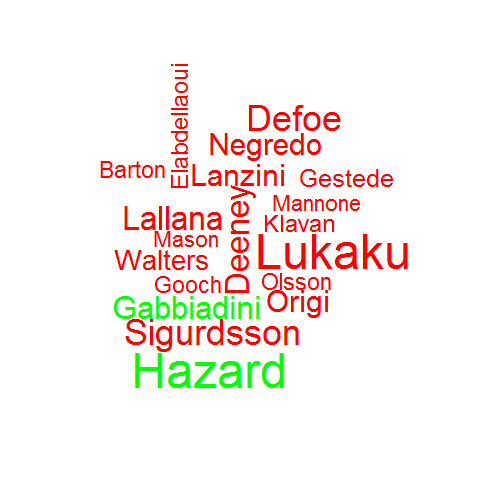 Elabdellaoui
Defoe
Negredo
Barton
Lanzini
Gestede
Deeney
Mannone
Lallana
Klavan
Mason
Lukaku
Walters
Olsson
Gooch
Gabbiadini
Origi
Sigurdsson
Hazard